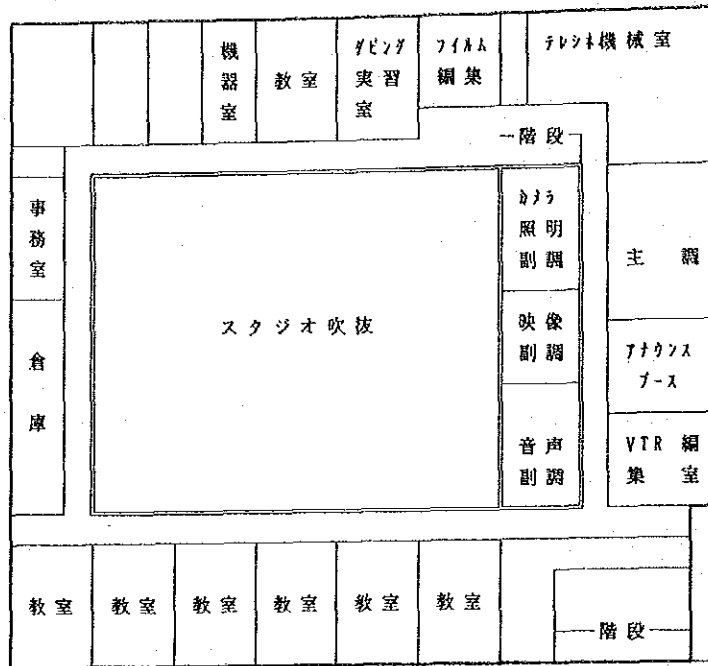 機器室
教室
ダビング
実習
室
フイルム
編集
テレシネ機械室
階段
事務室
カメラ
照明
副調
主調
スタジオ吹抜
映像
副調
アナウンス
ブース
倉庫
音声
副調
VTR編
集室
教室
教室
教室
教室
教室
教室
階段